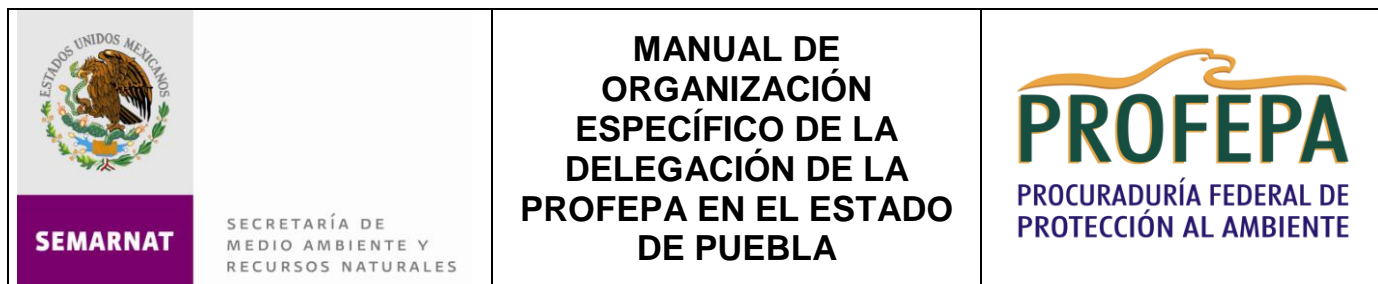 ESTADOS UNIDOS MEXICANOS
SEMARNAT
SECRETARÍA DE
MEDIO AMBIENTE Y
RECURSOS NATURALES
MANUAL DE
ORGANIZACIÓN
ESPECÍFICO DE LA
DELEGACIÓN DE LA
PROFEPA EN EL ESTADO
DE PUEBLA
PROFEPA
PROCURADURÍA FEDERAL DE
PROTECCIÓN AL AMBIENTE